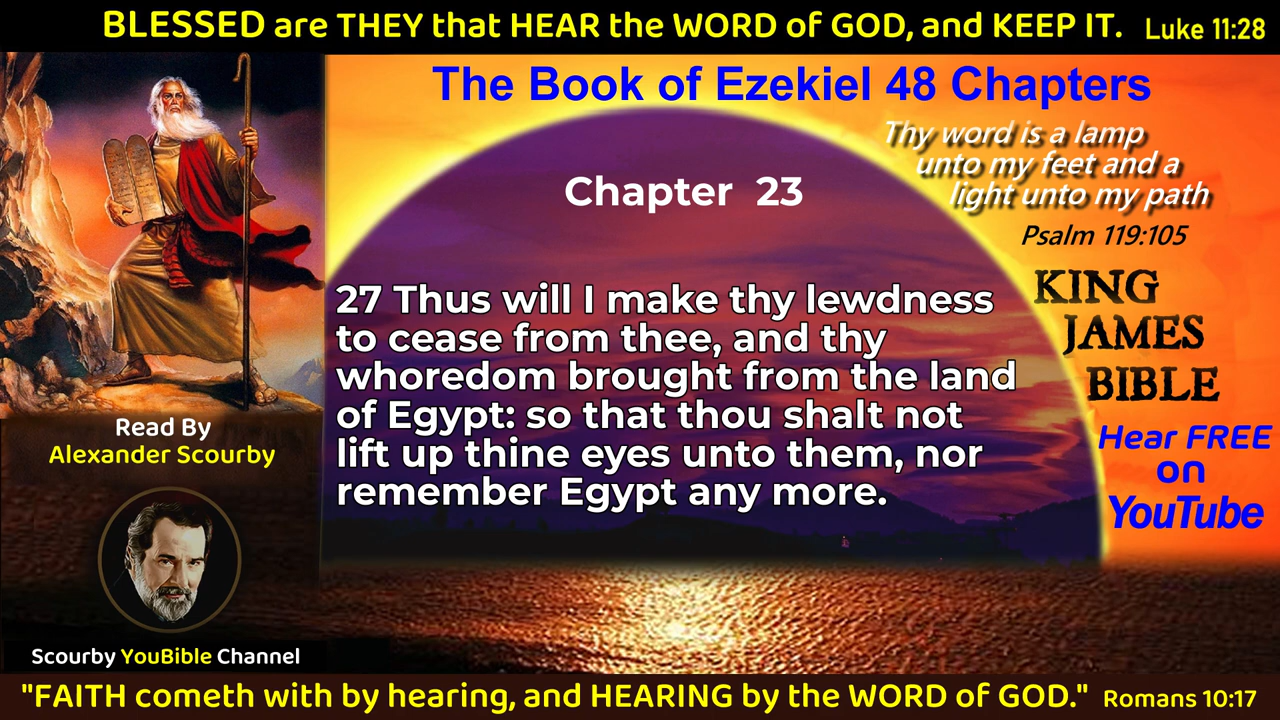 BLESSED are THEY that HEAR the WORD of GOD, and KEEP IT. Luke 11:28
The Book of Ezekiel 48 Chapters
Thy word is a lamp
unto my feet and a
light unto my path
Psalm 119:105
Chapter 23
27 Thus will I make thy lewdness
to cease from thee, and thy
whoredom brought from the land
of Egypt: so that thou shalt not
lift up thine eyes unto them, nor
remember Egypt any more.
KING
JAMES
BIBLE
Hear FREE
on
YouTube
Read By
Alexander Scourby
Scourby YouBible Channel
"FAITH cometh with by hearing, and HEARING by the WORD of GOD." Romans 10:17